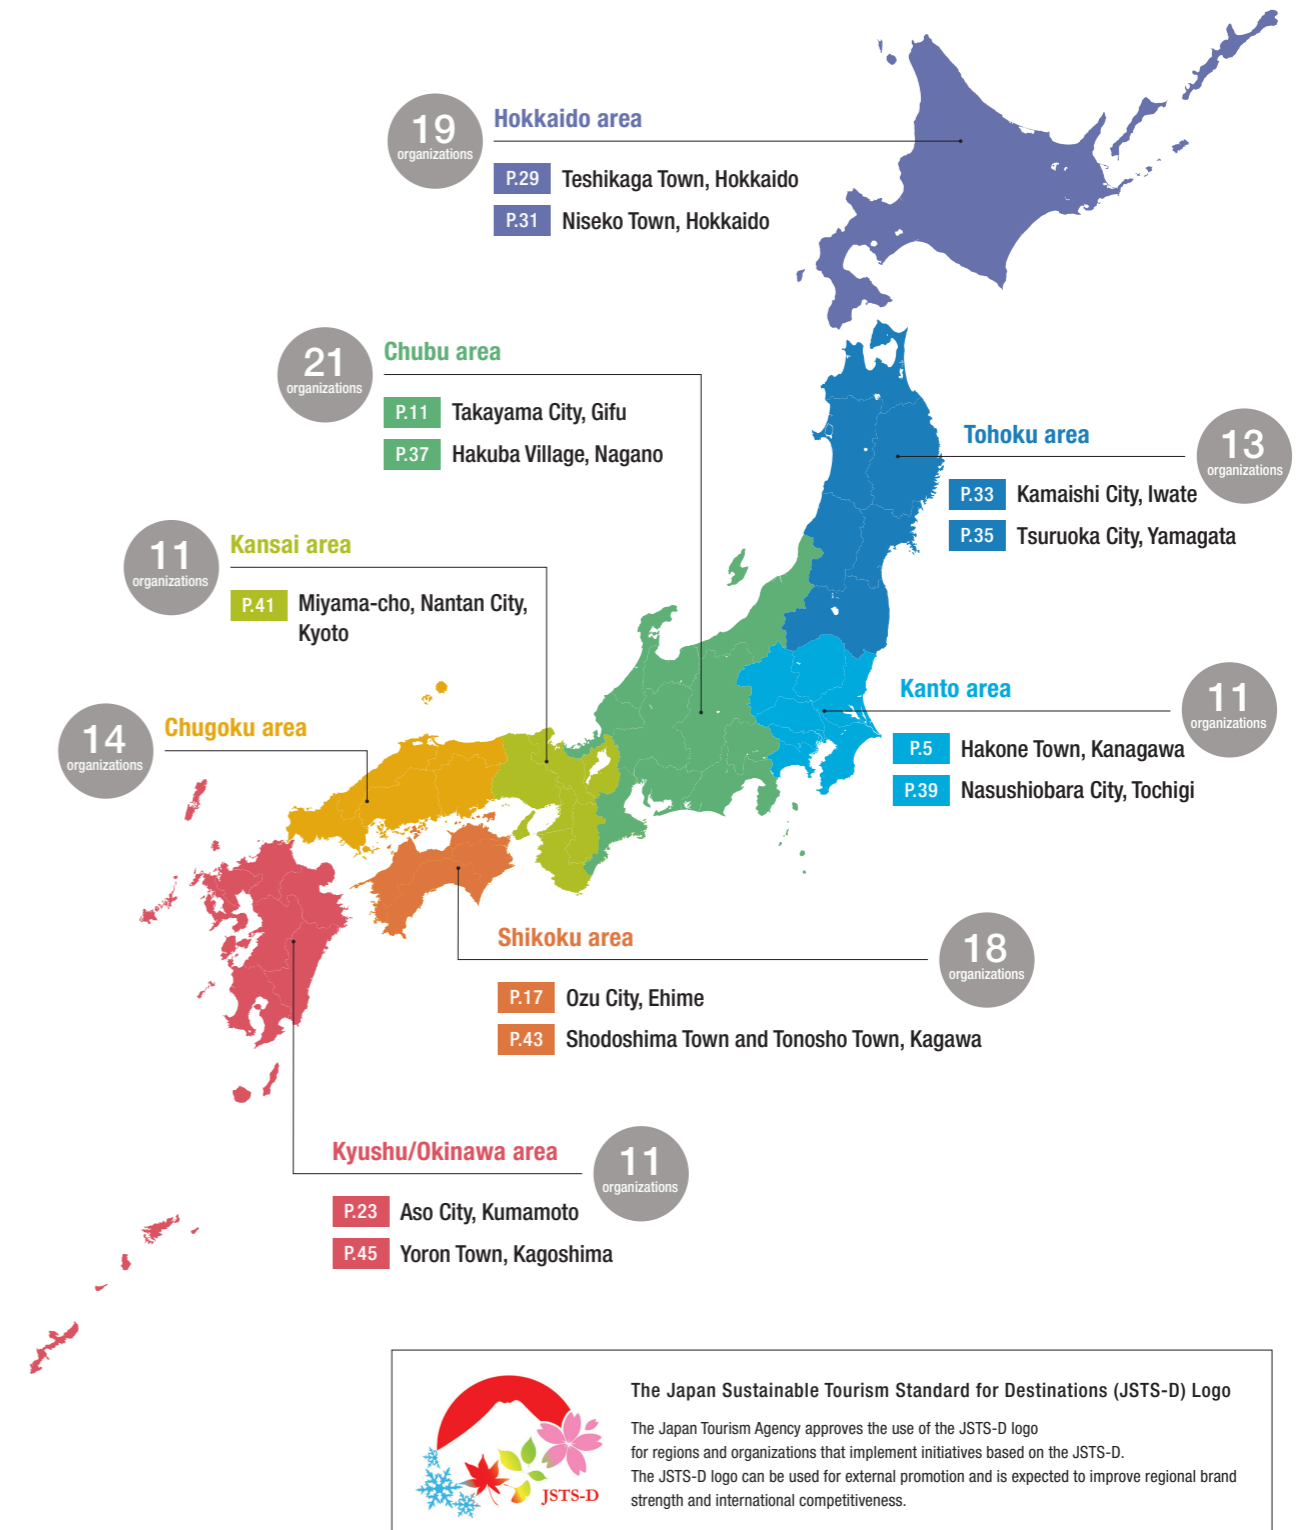 19
organizations
Hokkaido area
P.29 Teshikaga Town, Hokkaido
P.31 Niseko Town, Hokkaido
21
organizations
Chubu area
P.11 Takayama City, Gifu
P.37 Hakuba Village, Nagano
Tohoku area
13
organizations
P.33 Kamaishi City, Iwate
P.35 Tsuruoka City, Yamagata
11
organizations
Kansai area
P.41 Miyama-cho, Nantan City,
Kyoto
Kanto area
11
organizations
P.5 Hakone Town, Kanagawa
P.39 Nasushiobara City, Tochigi
14
organizations
Chugoku area
Shikoku area
18
organizations
P.17 Ozu City, Ehime
P.43 Shodoshima Town and Tonosho Town, Kagawa
Kyushu/Okinawa area
11
organizations
P.23 Aso City, Kumamoto
P.45 Yoron Town, Kagoshima
JSTS-D
The Japan Sustainable Tourism Standard for Destinations (JSTS-D) Logo
The Japan Tourism Agency approves the use of the JSTS-D logo
for regions and organizations that implement initiatives based on the JSTS-D.
The JSTS-D logo can be used for external promotion and is expected to improve regional brand
strength and international competitiveness.